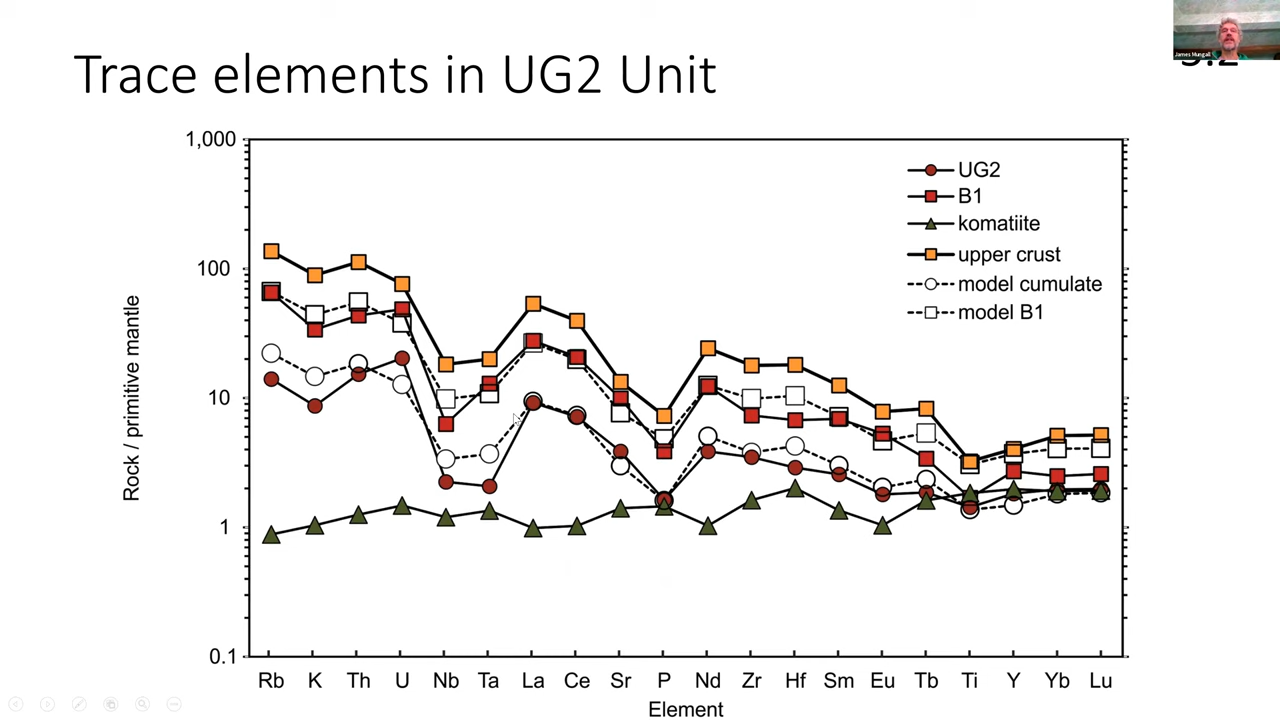 James Mungall
Trace elements in UG2 Unit
1,000
100
10
1
0.1
Rock / primitive mantle
UG2
B1
komatiite
upper crust
model cumulate
model B1
Rb K Th U Nb Ta La Ce Sr P Nd Zr Hf Sm Eu Tb Ti Y Yb Lu
Element